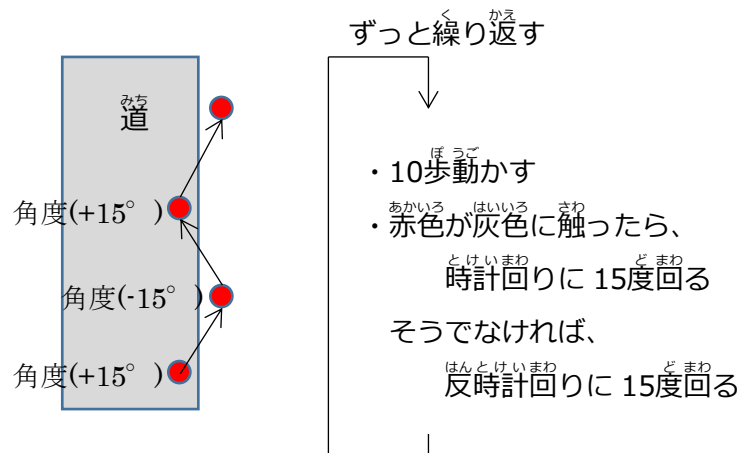 ずっと繰り返す
道
角度(+15°)
角度(-15°)
角度(+15°)
・10歩動かす
・赤色が灰色に触ったら、
時計回りに 15度回る
そうでなければ、
反時計回りに 15度回る